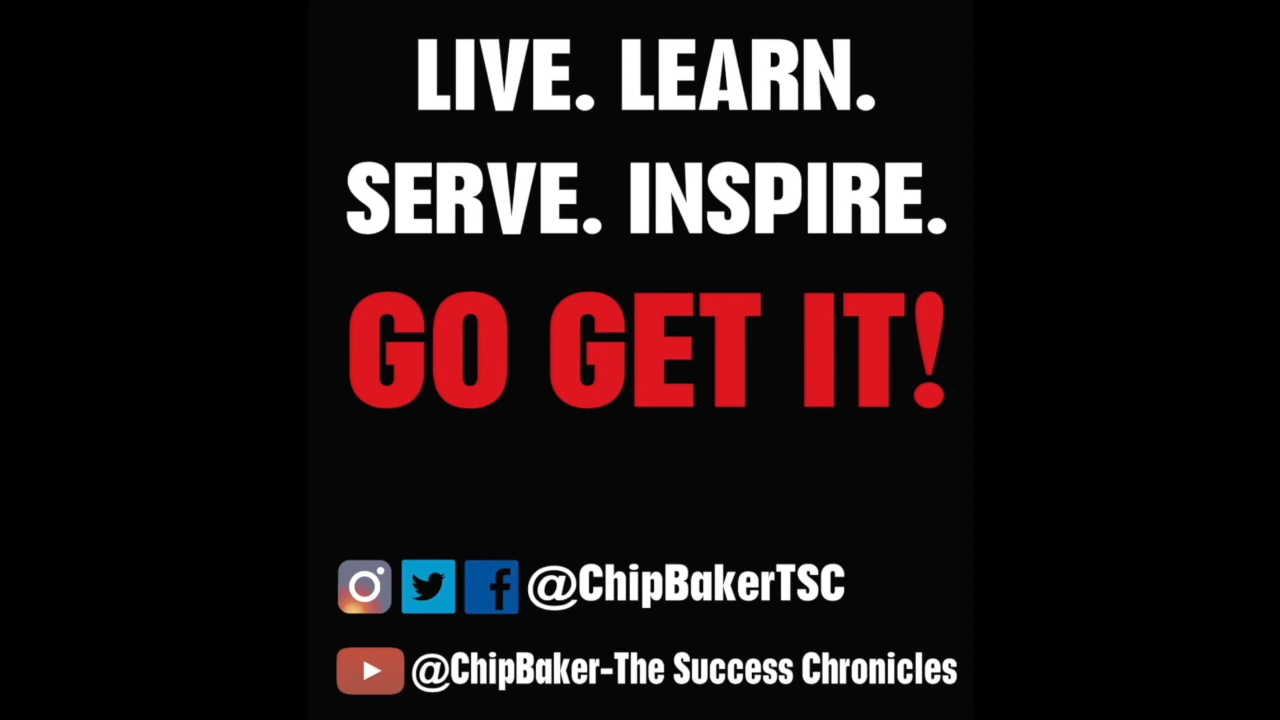 LIVE. LEARN.
SERVE. INSPIRE.
GO GET IT!
@ChipBakerTSC
@ChipBaker-The Success Chronicles